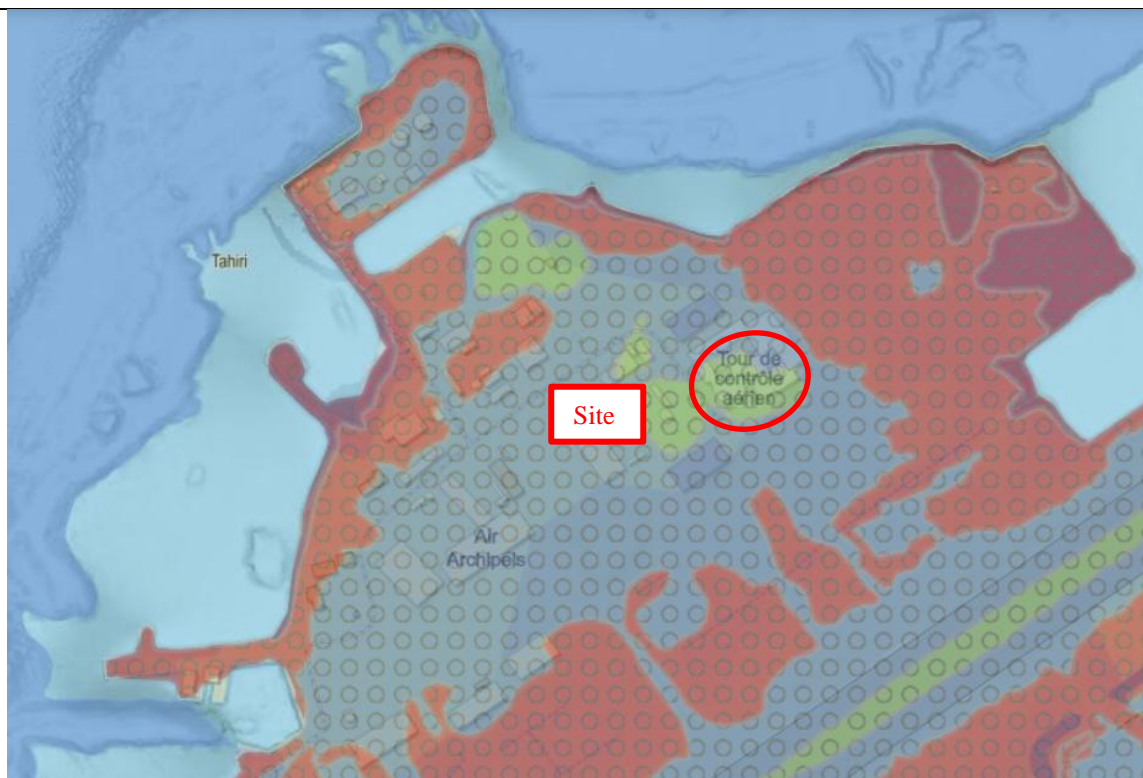 Tahiri
Tour de
contrôle
aérien
Site
Air
Archipels